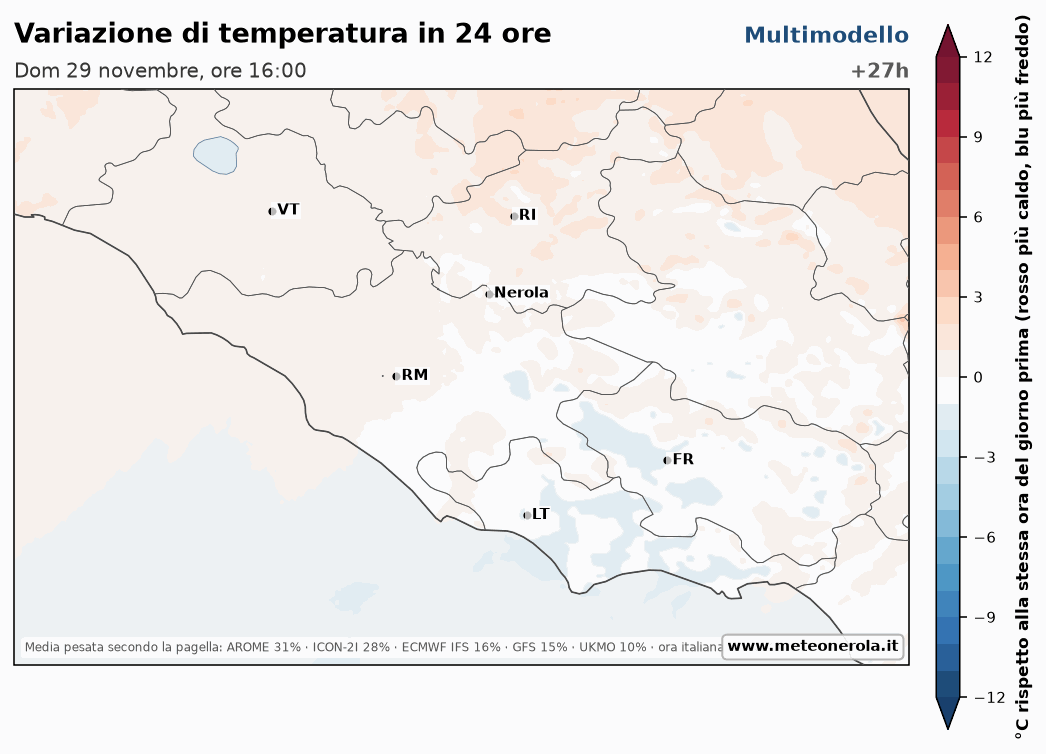 Variazione di temperatura in 24 ore
Multimodello
Dom 29 novembre, ore 16:00
+27h
VT
RI
Nerola
RM
FR
LT
Media pesata secondo la pagella: AROME 31% · ICON-2I 28% · ECMWF IFS 16% · GFS 15% · UKMO 10% · ora italiana
www.meteonerola.it
12
9
6
3
0
−3
−6
−9
−12
°C rispetto alla stessa ora del giorno prima (rosso più caldo, blu più freddo)